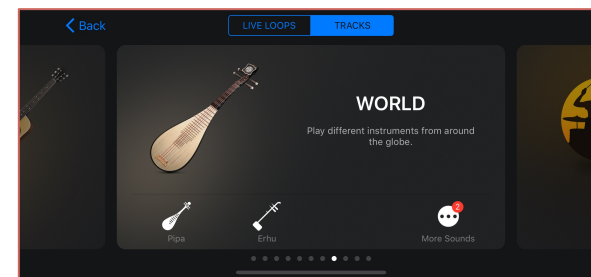 Back
LIVE LOOPS
TRACKS
WORLD
Play different instruments from around
the globe.
2
Pipa
Erhu
More Sounds